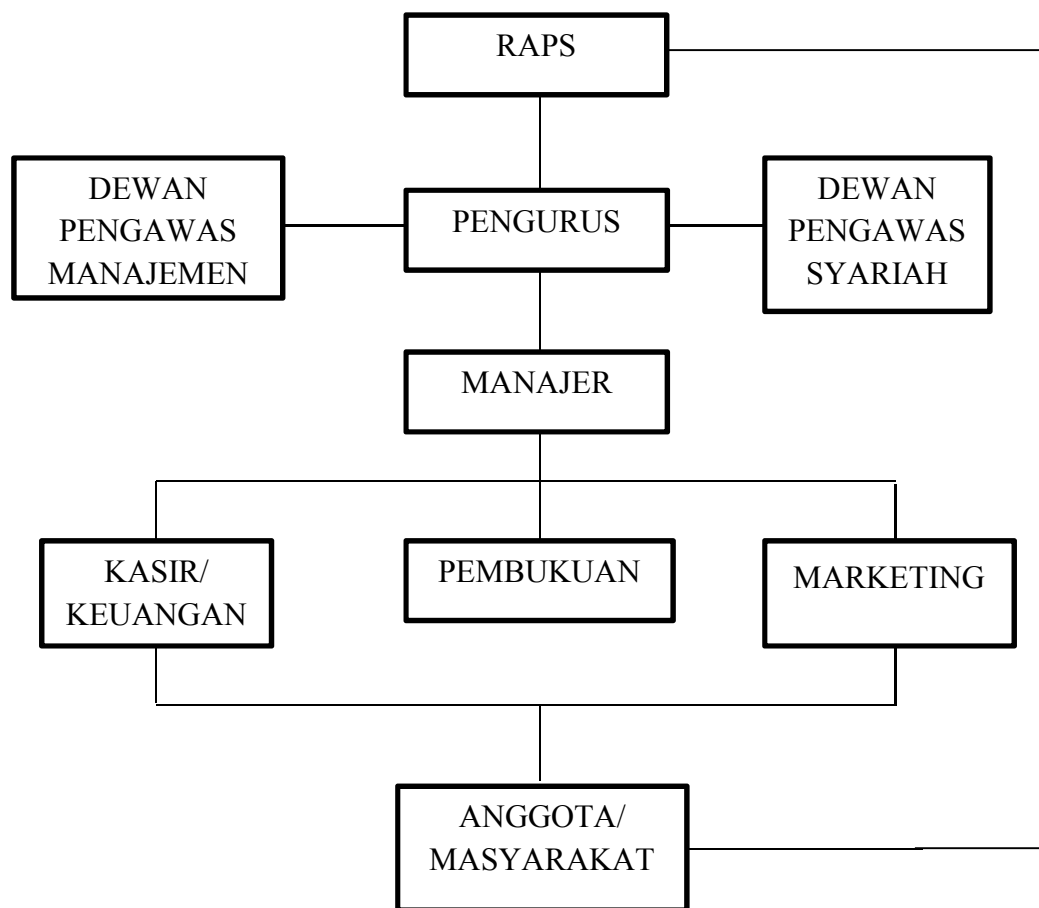 RAPS
DEWAN
PENGAWAS
MANAJEMEN
PENGURUS
DEWAN
PENGAWAS
SYARIAH
MANAJER
KASIR/
KEUANGAN
PEMBUKUAN
MARKETING
ANGGOTA/
MASYARAKAT